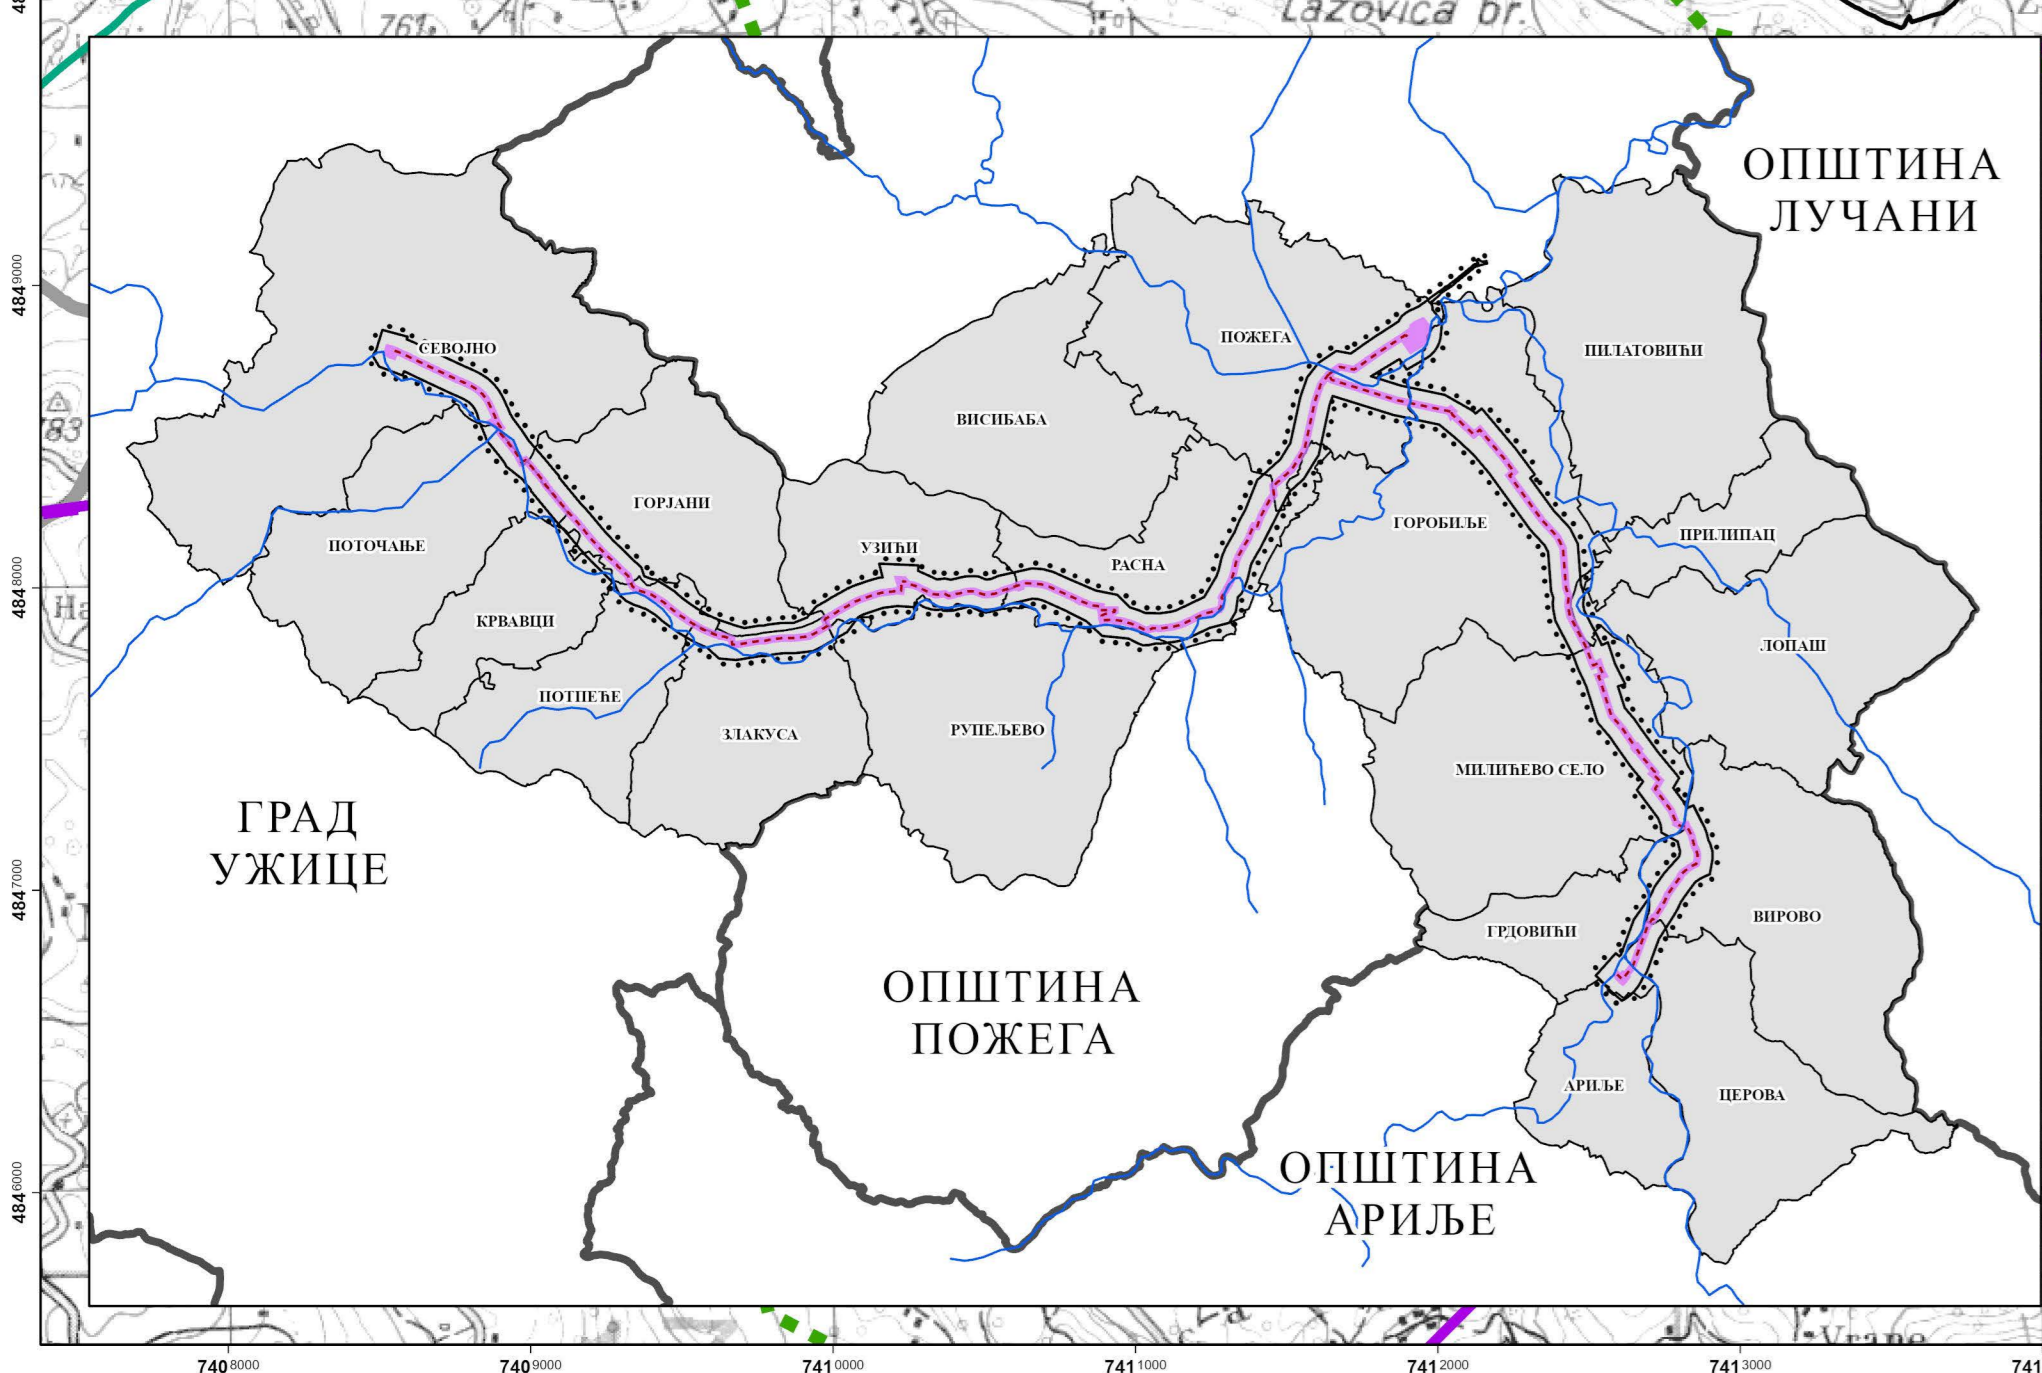 761
Lazovica br.
ОПШТИНА
ЛУЧАНИ
4849000
СЕВОЈНО
ПОЖЕГА
ПИЛАТОВИЋИ
783
ВИСИБАБА
ГОРЈАНИ
ГОРОБИЉЕ
ПРИЛИПАЦ
ПОТОЧАЊЕ
УЗИЋИ
РАСНА
4848000
КРВАВЦИ
ЛОПАШ
ПОТПЕЋЕ
ЗЛАКУСА
РУПЕЉЕВО
МИЛИЋЕВО СЕЛО
ГРАД
УЖИЦЕ
4847000
ГРДОВИЋИ
ВИРОВО
ОПШТИНА
ПОЖЕГА
АРИЉЕ
ЦЕРОВА
ОПШТИНА
АРИЉЕ
4846000
7408000 7409000 7410000 7411000 7412000 7413000 741